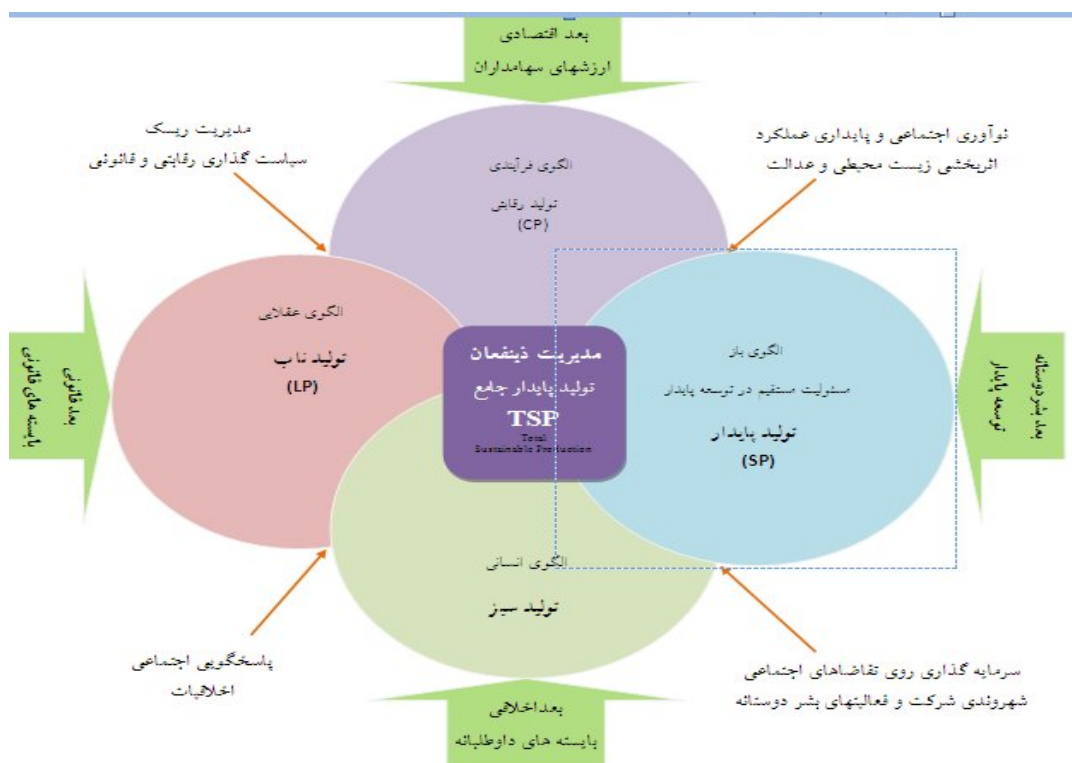 بعد اقتصادی
ارزشهای سهامداران
نوآوری اجتماعی و پایداری عملکرد
اثربخشی زیست محیطی و عدالت
مدیریت ریسک
سیاست گذاری رقابتی و قانونی
الگوی فرآیندی
تولید رقابتی
(CP)
الگوی باز
مسئولیت مستقیم در توسعه پایدار
تولید پایدار
(SP)
مدیریت ذینفعان
تولید پایدار جامع
TSP
Total
Sustainable Production
الگوی عقلایی
تولید ناب
(LP)
بعد بشر دوستانه
توسعه پایدار
بعد قانونی
بایسته های قانونی
الگوی انسانی
تولید سبز
سرمایه گذاری روی تقاضاهای اجتماعی
شهروندی شرکت و فعالیتهای بشر دوستانه
پاسخگویی اجتماعی
اخلاقیات
بعداخلاقی
بایسته های داوطلبانه